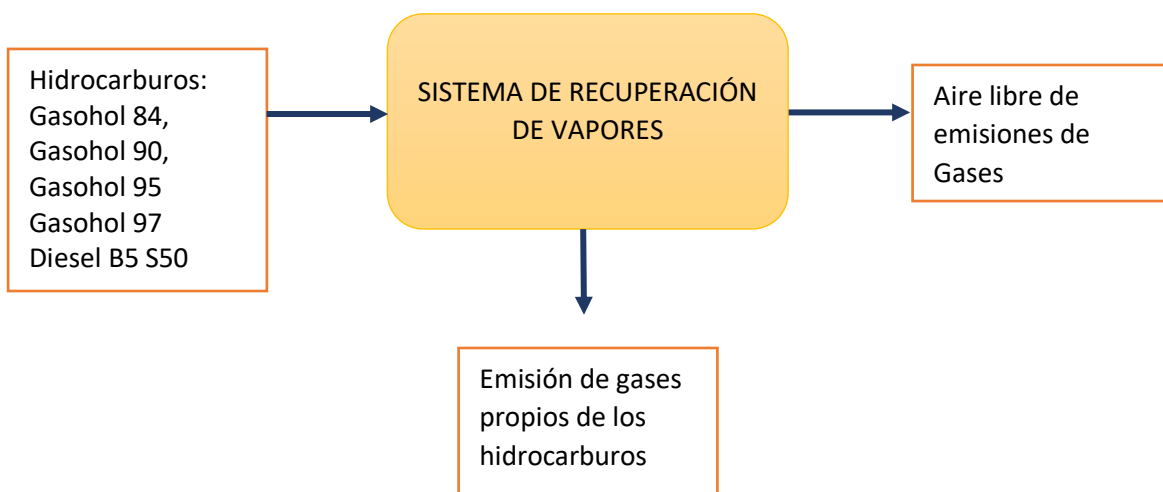 Hidrocarburos:
Gasohol 84,
Gasohol 90,
Gasohol 95
Gasohol 97
Diesel B5 S50
SISTEMA DE RECUPERACIÓN
DE VAPORES
Aire libre de
emisiones de
Gases
Emisión de gases
propios de los
hidrocarburos